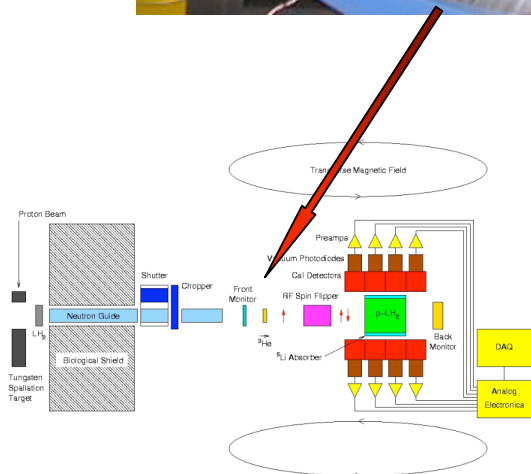 Transverse Magnetic Field
Proton Beam
Preamps
Vacuum Photodiodes
Shutter
CsI Detectors
Chopper
Front
Monitor
RF Spin Flipper
Neutron Guide
p-LH2
LH2
3He
Back
Monitor
Biological Shield
6Li Absorber
DAQ
Tungsten
Spallation
Target
Analog
Electronics